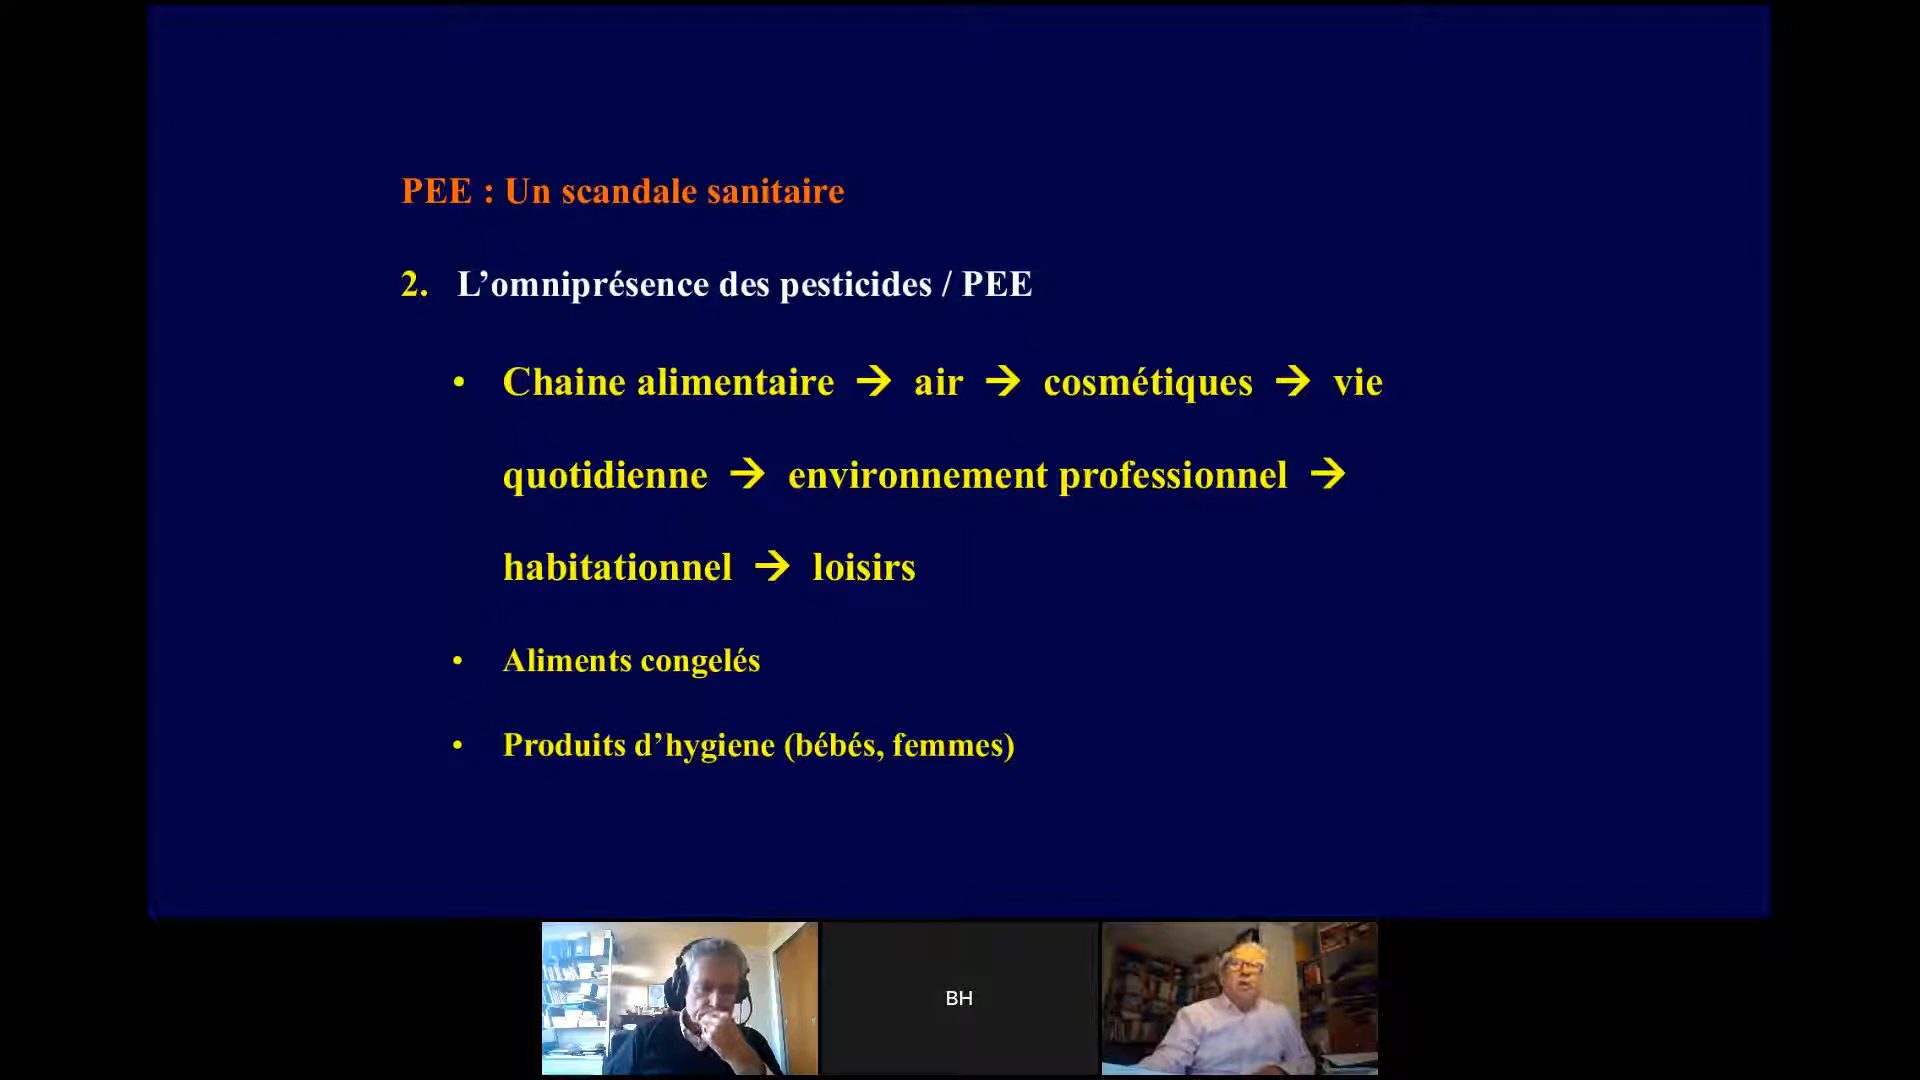 PEE : Un scandale sanitaire
2. L’omniprésence des pesticides / PEE
• Chaine alimentaire → air → cosmétiques → vie
quotidienne → environnement professionnel →
habitationnel → loisirs
• Aliments congelés
• Produits d’hygiene (bébés, femmes)
BH